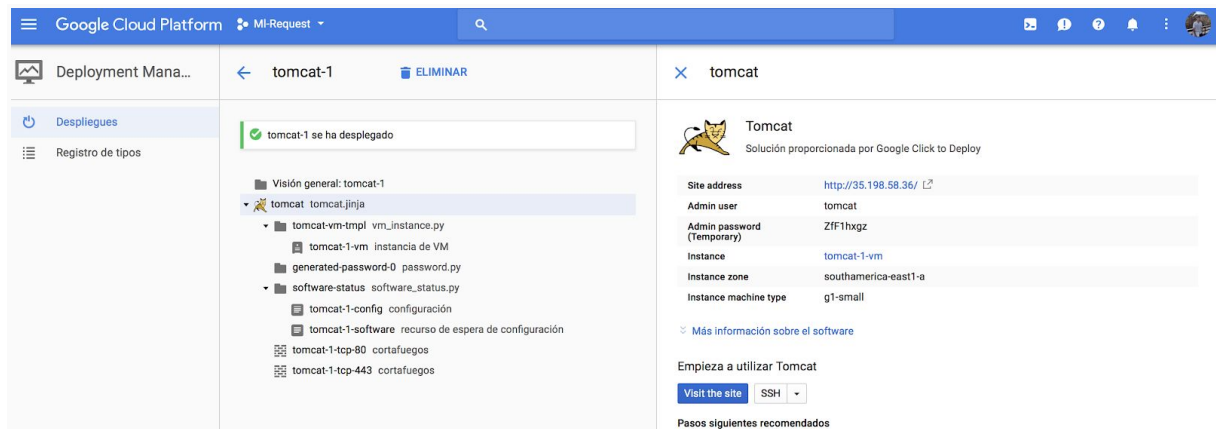 Google Cloud Platform MI-Request
Deployment Mana...
Despliegues
Registro de tipos
tomcat-1 ELIMINAR
tomcat-1 se ha desplegado
Visión general: tomcat-1
tomcat tomcat.jinja
tomcat-vm-tmpl vm_instance.py
tomcat-1-vm instancia de VM
generated-password-0 password.py
software-status software_status.py
tomcat-1-config configuración
tomcat-1-software recurso de espera de configuración
tomcat-1-tcp-80 cortafuegos
tomcat-1-tcp-443 cortafuegos
tomcat
Tomcat
Solución proporcionada por Google Click to Deploy
Site address http://35.198.58.36/
Admin user tomcat
Admin password (Temporary) ZfF1hxgz
Instance tomcat-1-vm
Instance zone southamerica-east1-a
Instance machine type g1-small
Más información sobre el software
Empieza a utilizar Tomcat
Visit the site SSH
Pasos siguientes recomendados